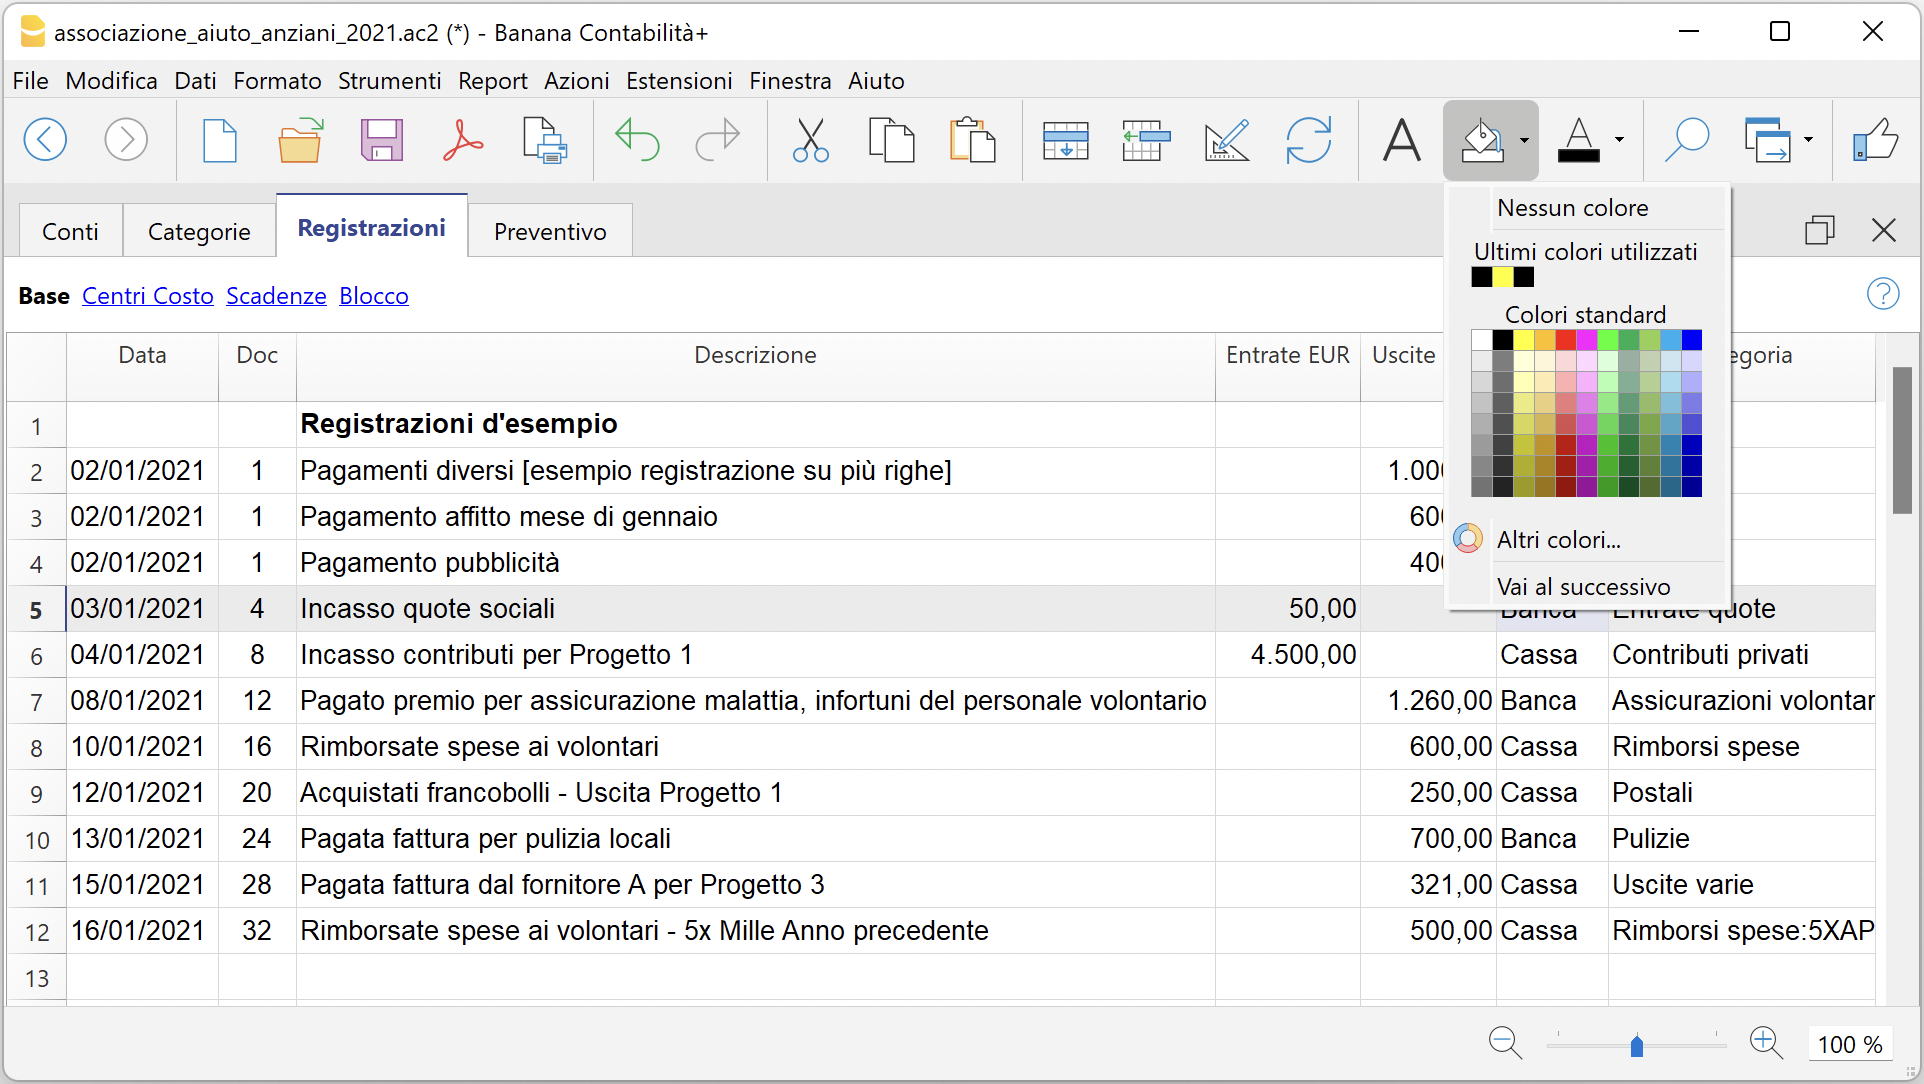 associazione_aiuto_anziani_2021.ac2 (*) - Banana Contabilità+
File Modifica Dati Formato Strumenti Report Azioni Estensioni Finestra Aiuto
Nessun colore
Ultimi colori utilizzati
Colori standard
Altri colori...
Vai al successivo
Conti Categorie Registrazioni Preventivo
Base Centri Costo Scadenze Blocco
Data Doc Descrizione Entrate EUR Uscite egoria
1 Registrazioni d'esempio
2 02/01/2021 1 Pagamenti diversi [esempio registrazione su più righe] 1.000
3 02/01/2021 1 Pagamento affitto mese di gennaio 600
4 02/01/2021 1 Pagamento pubblicità 400
5 03/01/2021 4 Incasso quote sociali 50,00 Banca Entrate quote
6 04/01/2021 8 Incasso contributi per Progetto 1 4.500,00 Cassa Contributi privati
7 08/01/2021 12 Pagato premio per assicurazione malattia, infortuni del personale volontario 1.260,00 Banca Assicurazioni volontar
8 10/01/2021 16 Rimborsate spese ai volontari 600,00 Cassa Rimborsi spese
9 12/01/2021 20 Acquistati francobolli - Uscita Progetto 1 250,00 Cassa Postali
10 13/01/2021 24 Pagata fattura per pulizia locali 700,00 Banca Pulizie
11 15/01/2021 28 Pagata fattura dal fornitore A per Progetto 3 321,00 Cassa Uscite varie
12 16/01/2021 32 Rimborsate spese ai volontari - 5x Mille Anno precedente 500,00 Cassa Rimborsi spese:5XAP
13
100 %